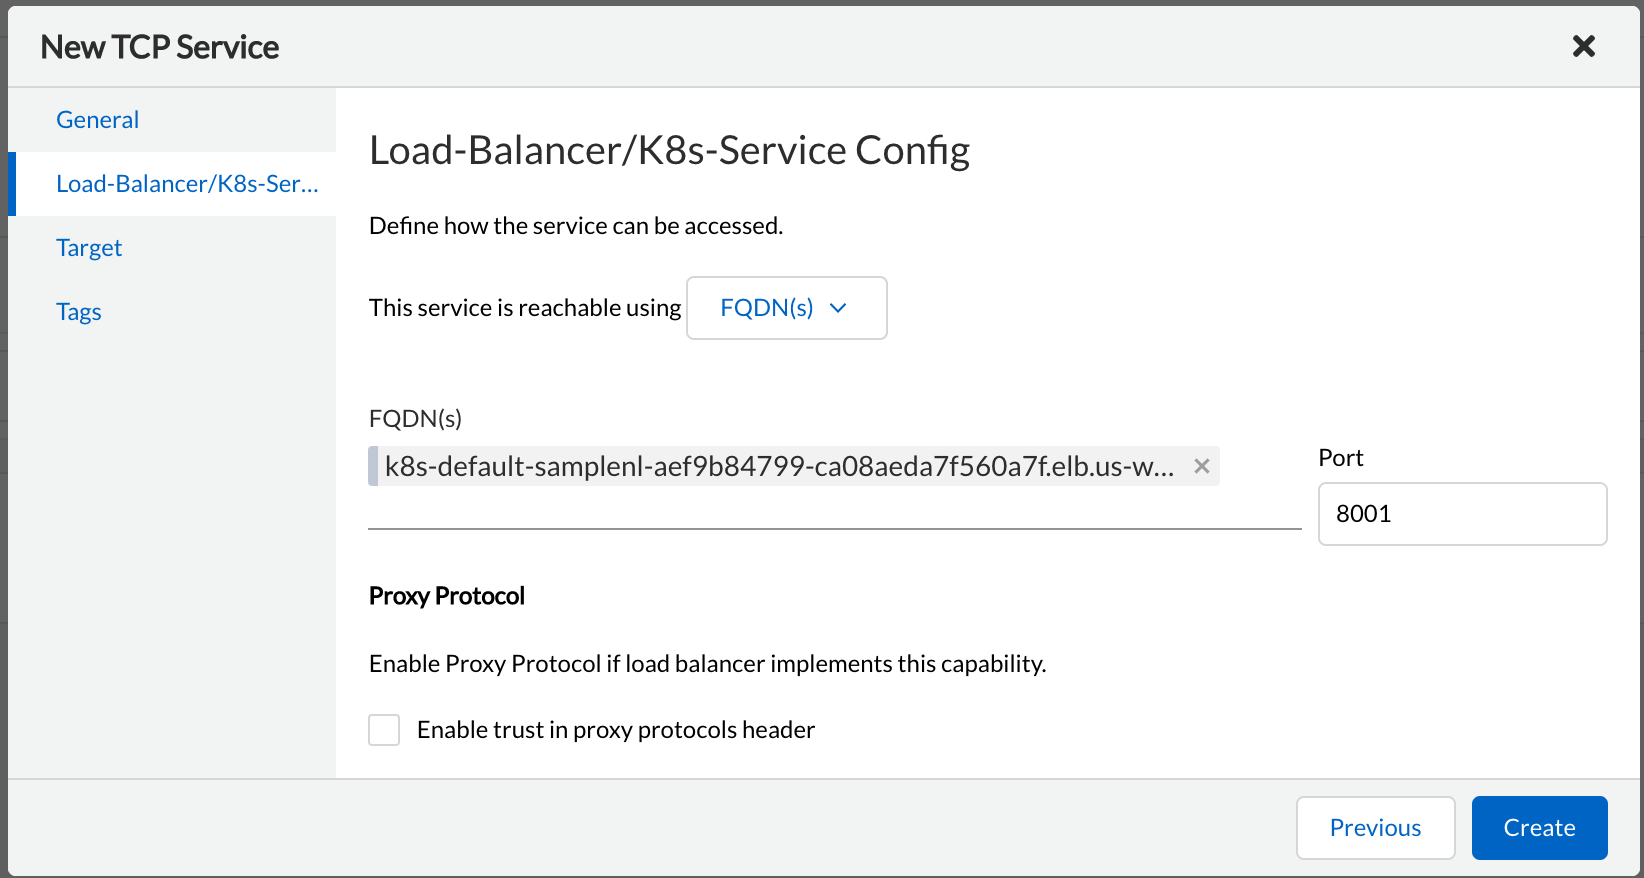 New TCP Service
General
Load-Balancer/K8s-Ser...
Target
Tags
Load-Balancer/K8s-Service Config
Define how the service can be accessed.
This service is reachable using FQDN(s)
FQDN(s)
k8s-default-samplenl-aef9b84799-ca08aeda7f560a7f.elb.us-w...
Port
8001
Proxy Protocol
Enable Proxy Protocol if load balancer implements this capability.
Enable trust in proxy protocols header
Previous
Create